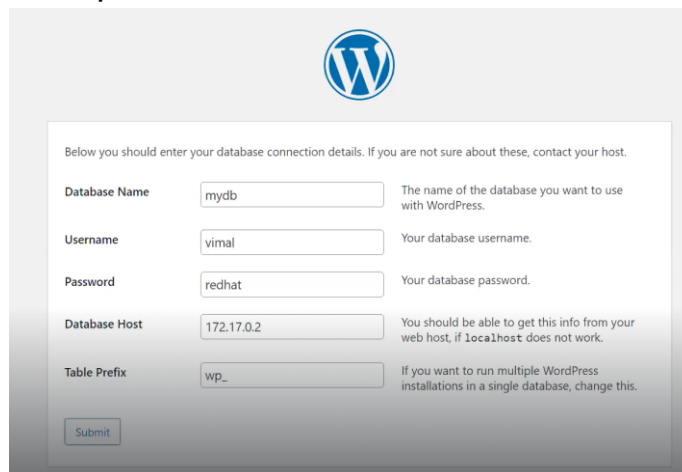 Below you should enter your database connection details. If you are not sure about these, contact your host.
Database Name mydb The name of the database you want to use
with WordPress.
Username vimal Your database username.
Password redhat Your database password.
Database Host 172.17.0.2 You should be able to get this info from your
web host, if localhost does not work.
Table Prefix wp_ If you want to run multiple WordPress
installations in a single database, change this.
Submit